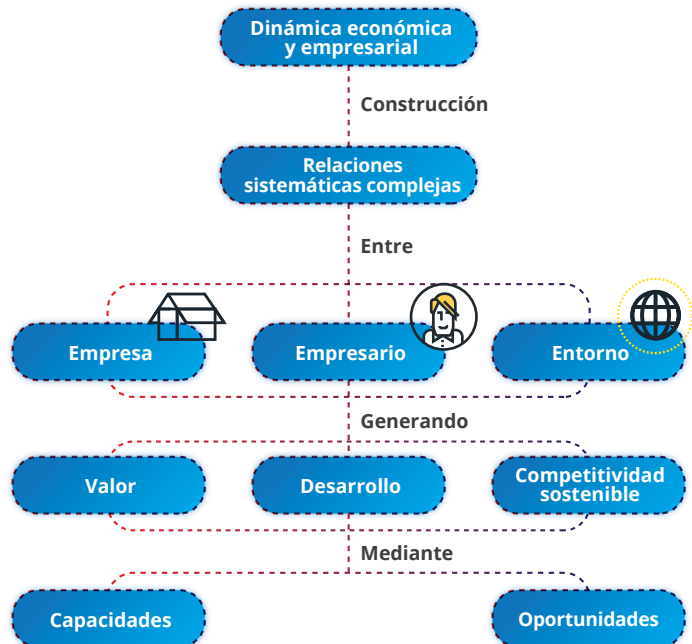 Dinámica económica
y empresarial
Construcción
Relaciones
sistemáticas complejas
Entre
Empresa
Empresario
Entorno
Generando
Valor
Desarrollo
Competitividad
sostenible
Mediante
Capacidades
Oportunidades